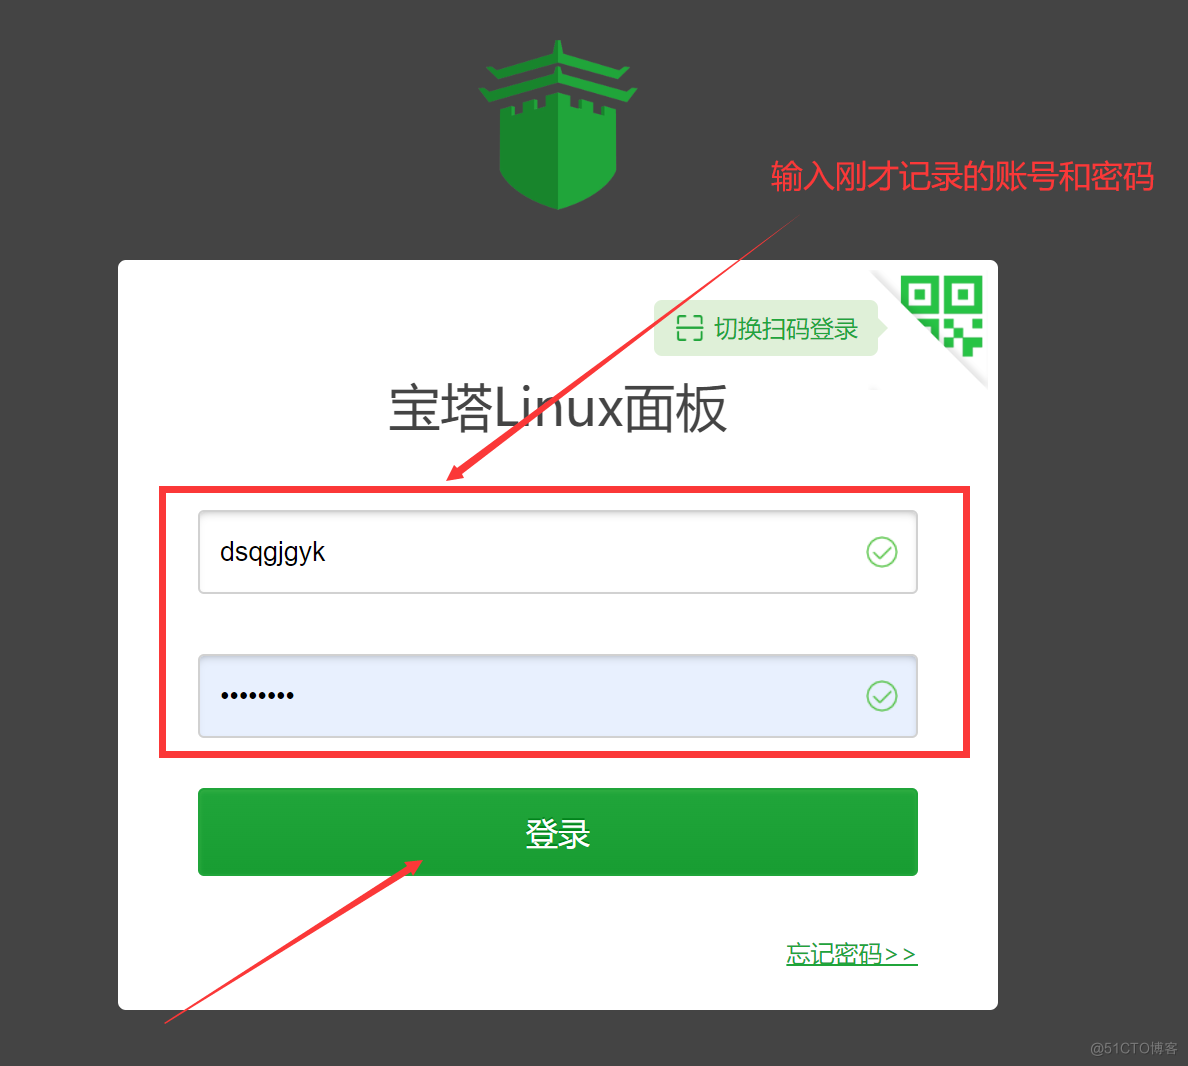 输入刚才记录的账号和密码
切换扫码登录
宝塔Linux面板
dsqgjgyk
••••••••
登录
忘记密码>>
@51CTO博客